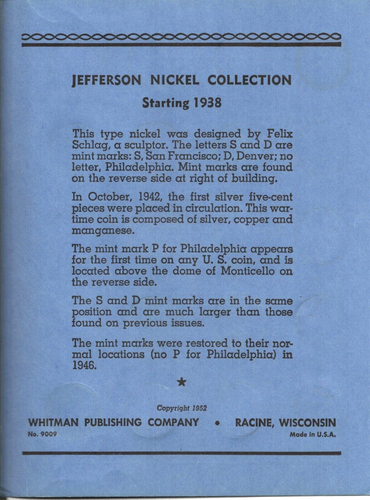 JEFFERSON NICKEL COLLECTION
Starting 1938
This type nickel was designed by Felix
Schlag, a sculptor. The letters S and D are
mint marks: S, San Francisco; D, Denver; no
letter, Philadelphia. Mint marks are found
on the reverse side at right of building.
In October, 1942, the first silver five-cent
pieces were placed in circulation. This war-
time coin is composed of silver, copper and
manganese.
The mint mark P for Philadelphia appears
for the first time on any U. S. coin, and is
located above the dome of Monticello on
the reverse side.
The S and D mint marks are in the same
position and are much larger than those
found on previous issues.
The mint marks were restored to their nor-
mal locations (no P for Philadelphia) in
1946.
★
Copyright 1952
WHITMAN PUBLISHING COMPANY • RACINE, WISCONSIN
No. 9009 Made in U.S.A.